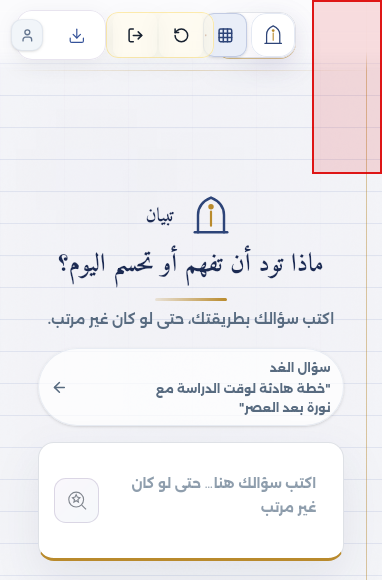 تبيان
ماذا تود أن تفهم أو تحسم اليوم؟
اكتب سؤالك بطريقتك، حتى لو كان غير مرتب.
سؤال الغد
"خطة هادئة لوقت الدراسة مع
نورة بعد العصر"
اكتب سؤالك هنا… حتى لو كان
غير مرتب